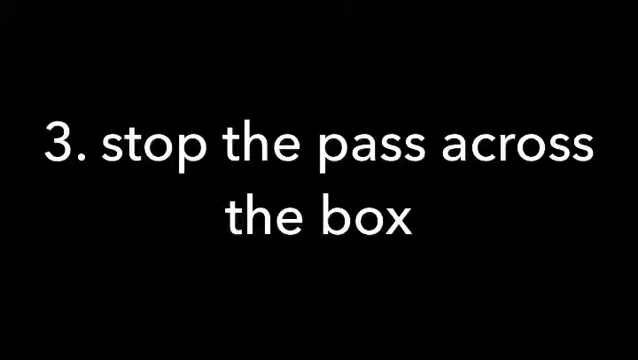 3. stop the pass across
the box